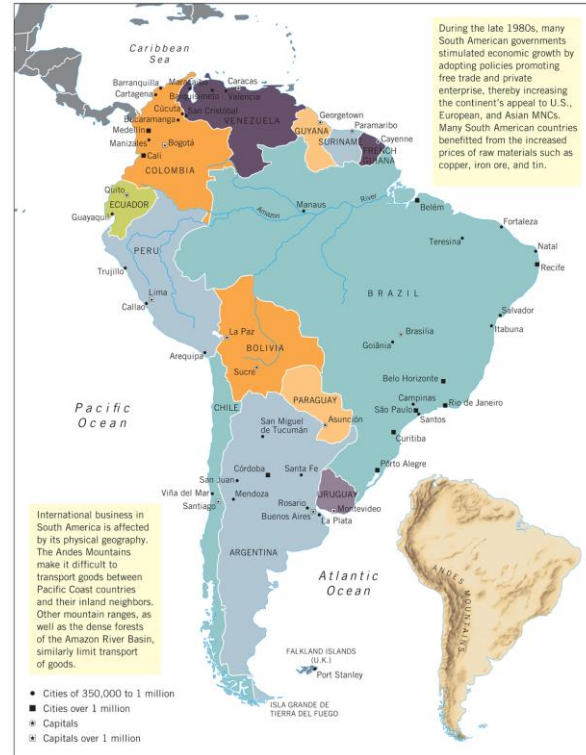 Caribbean
Sea
Barranquilla
Cartagena
Maracaibo
Caracas
Barquisimeto
Valencia
Cúcuta
San Cristóbal
Bucaramanga
Medellín
Manizales
Bogotá
Cali
COLOMBIA
VENEZUELA
Georgetown
GUYANA
Paramaribo
SURINAM
Cayenne
FRENCH
GUIANA
Quito
ECUADOR
Guayaquil
PERU
Trujillo
Lima
Callao
Arequipa
Amazon
River
Manaus
Belém
Fortaleza
Teresina
Natal
Recife
BRAZIL
Salvador
Itabuna
Brasilia
Goiânia
La Paz
BOLIVIA
Sucre
Belo Horizonte
Campinas
Rio de Janeiro
São Paulo
Santos
PARAGUAY
Asunción
Curitiba
Pacific
Ocean
CHILE
San Miguel
de Tucumán
Porto Alegre
Córdoba
Santa Fe
San Juan
Viña del Mar
Mendoza
Santiago
Rosario
Buenos Aires
URUGUAY
Montevideo
La Plata
ARGENTINA
Atlantic
Ocean
FALKLAND ISLANDS
(U.K.)
Port Stanley
ISLA GRANDE DE
TIERRA DEL FUEGO
ANDES MOUNTAINS
During the late 1980s, many
South American governments
stimulated economic growth by
adopting policies promoting
free trade and private
enterprise, thereby increasing
the continent's appeal to U.S.,
European, and Asian MNCs.
Many South American countries
benefitted from the increased
prices of raw materials such as
copper, iron ore, and tin.
International business in
South America is affected
by its physical geography.
The Andes Mountains
make it difficult to
transport goods between
Pacific Coast countries
and their inland neighbors.
Other mountain ranges, as
well as the dense forests
of the Amazon River Basin,
similarly limit transport
of goods.
Cities of 350,000 to 1 million
Cities over 1 million
Capitals
Capitals over 1 million